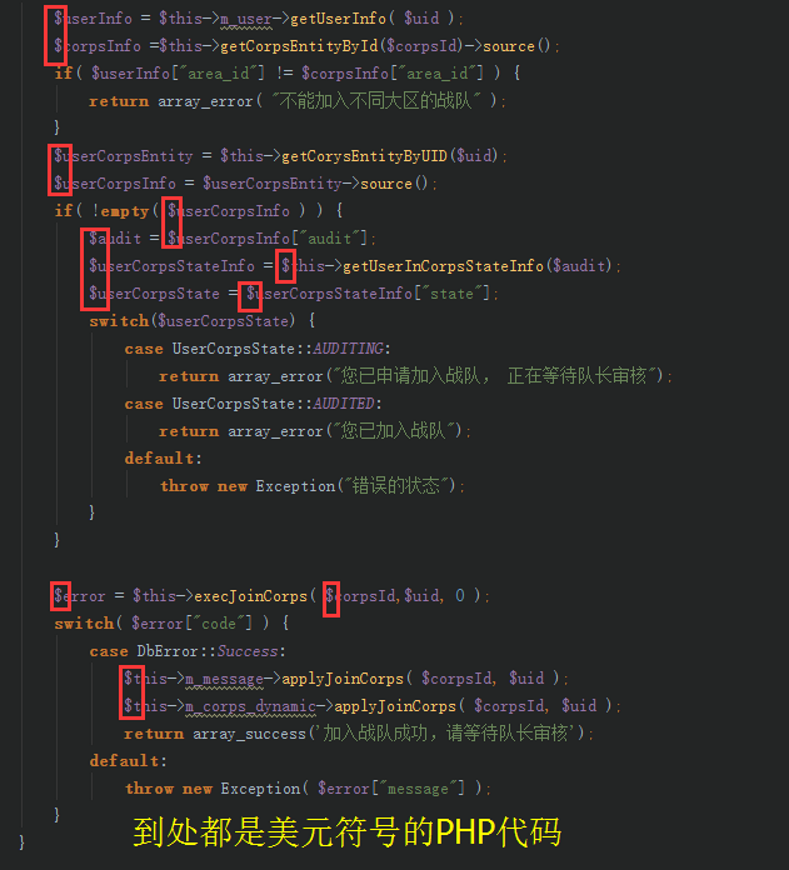 $userInfo = $this->m_user->getUserInfo( $uid );
$corpsInfo =$this->getCorpsEntityById($corpsId)->source();
if( $userInfo["area_id"] != $corpsInfo["area_id"] ) {
return array_error( "不能加入不同大区的战队" );
}
$userCorpsEntity = $this->getCorysEntityByUID($uid);
$userCorpsInfo = $userCorpsEntity->source();
if( !empty( $userCorpsInfo ) ) {
$audit = $userCorpsInfo["audit"];
$userCorpsStateInfo = $this->getUserInCorpsStateInfo($audit);
$userCorpsState = $userCorpsStateInfo["state"];
switch($userCorpsState) {
case UserCorpsState::AUDITING:
return array_error("您已申请加入战队, 正在等待队长审核");
case UserCorpsState::AUDITED:
return array_error("您已加入战队");
default:
throw new Exception("错误的状态");
}
}
$error = $this->execJoinCorps( $corpsId,$uid, 0 );
switch( $error["code"] ) {
case DbError::Success:
$this->m_message->applyJoinCorps( $corpsId, $uid );
$this->m_corps_dynamic->applyJoinCorps( $corpsId, $uid );
return array_success('加入战队成功,请等待队长审核');
default:
throw new Exception( $error["message"] );
}
}
到处都是美元符号的PHP代码